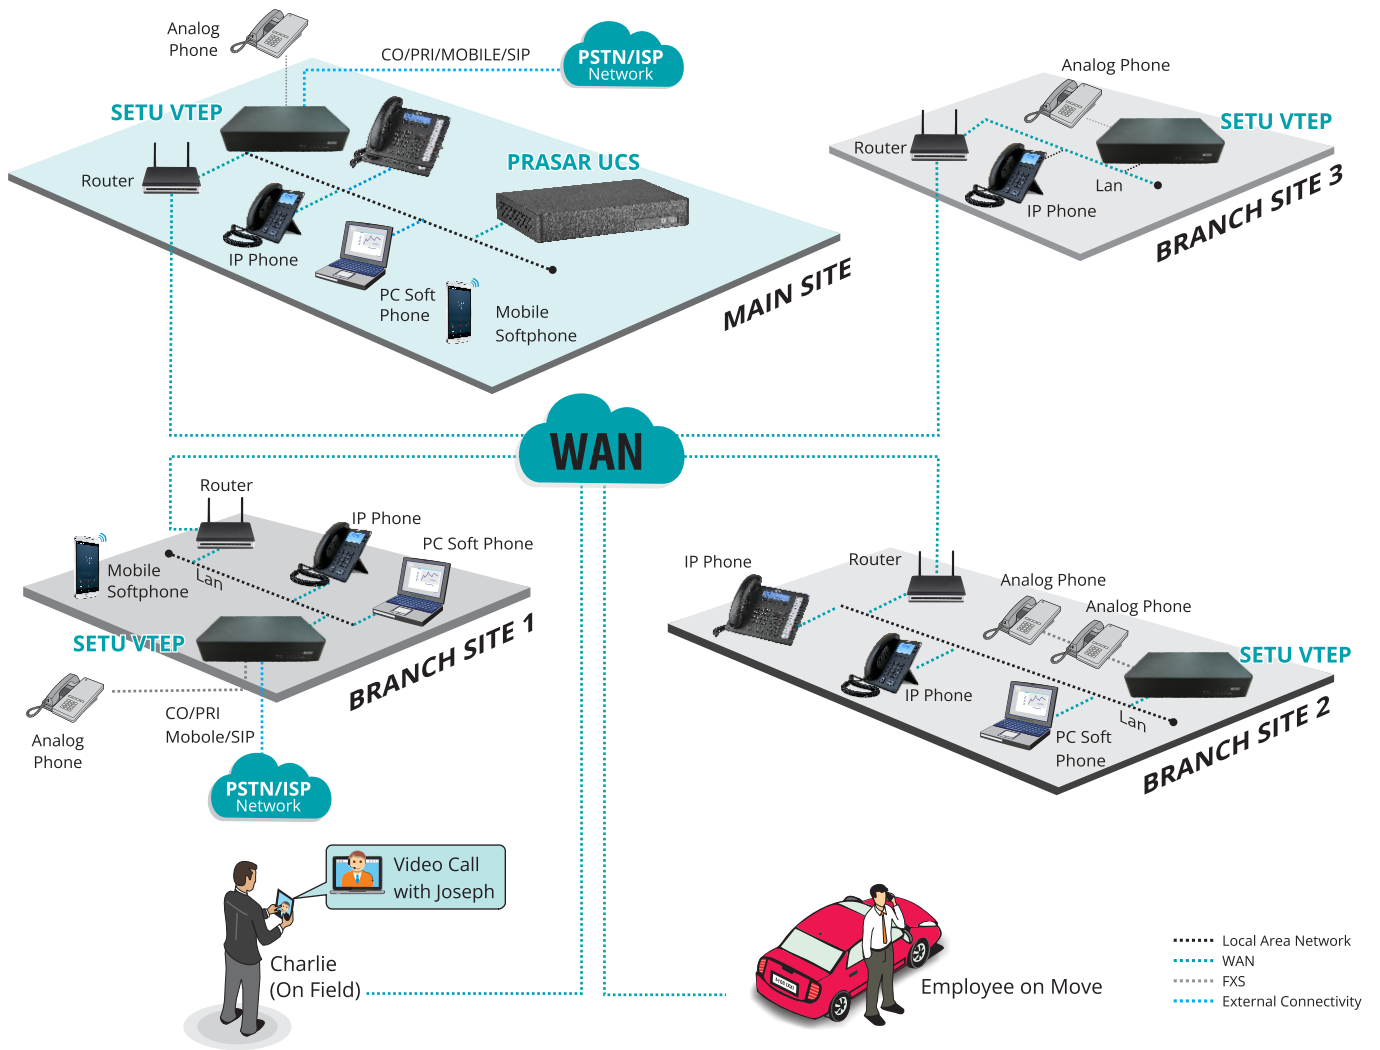 Analog
Phone
CO/PRI/MOBILE/SIP
PSTN/ISP
Network
SETU VTEP
Router
PRASAR UCS
IP Phone
PC Soft
Phone
Mobile
Softphone
MAIN SITE
Analog Phone
SETU VTEP
Router
Lan
IP Phone
BRANCH SITE 3
WAN
Router
IP Phone
PC Soft Phone
Mobile
Softphone
Lan
SETU VTEP
BRANCH SITE 1
Analog
Phone
CO/PRI
Mobole/SIP
PSTN/ISP
Network
IP Phone
Router
Analog Phone
Analog Phone
SETU VTEP
IP Phone
Lan
PC Soft
Phone
BRANCH SITE 2
Video Call
with Joseph
Charlie
(On Field)
Employee on Move
Local Area Network
WAN
FXS
External Connectivity